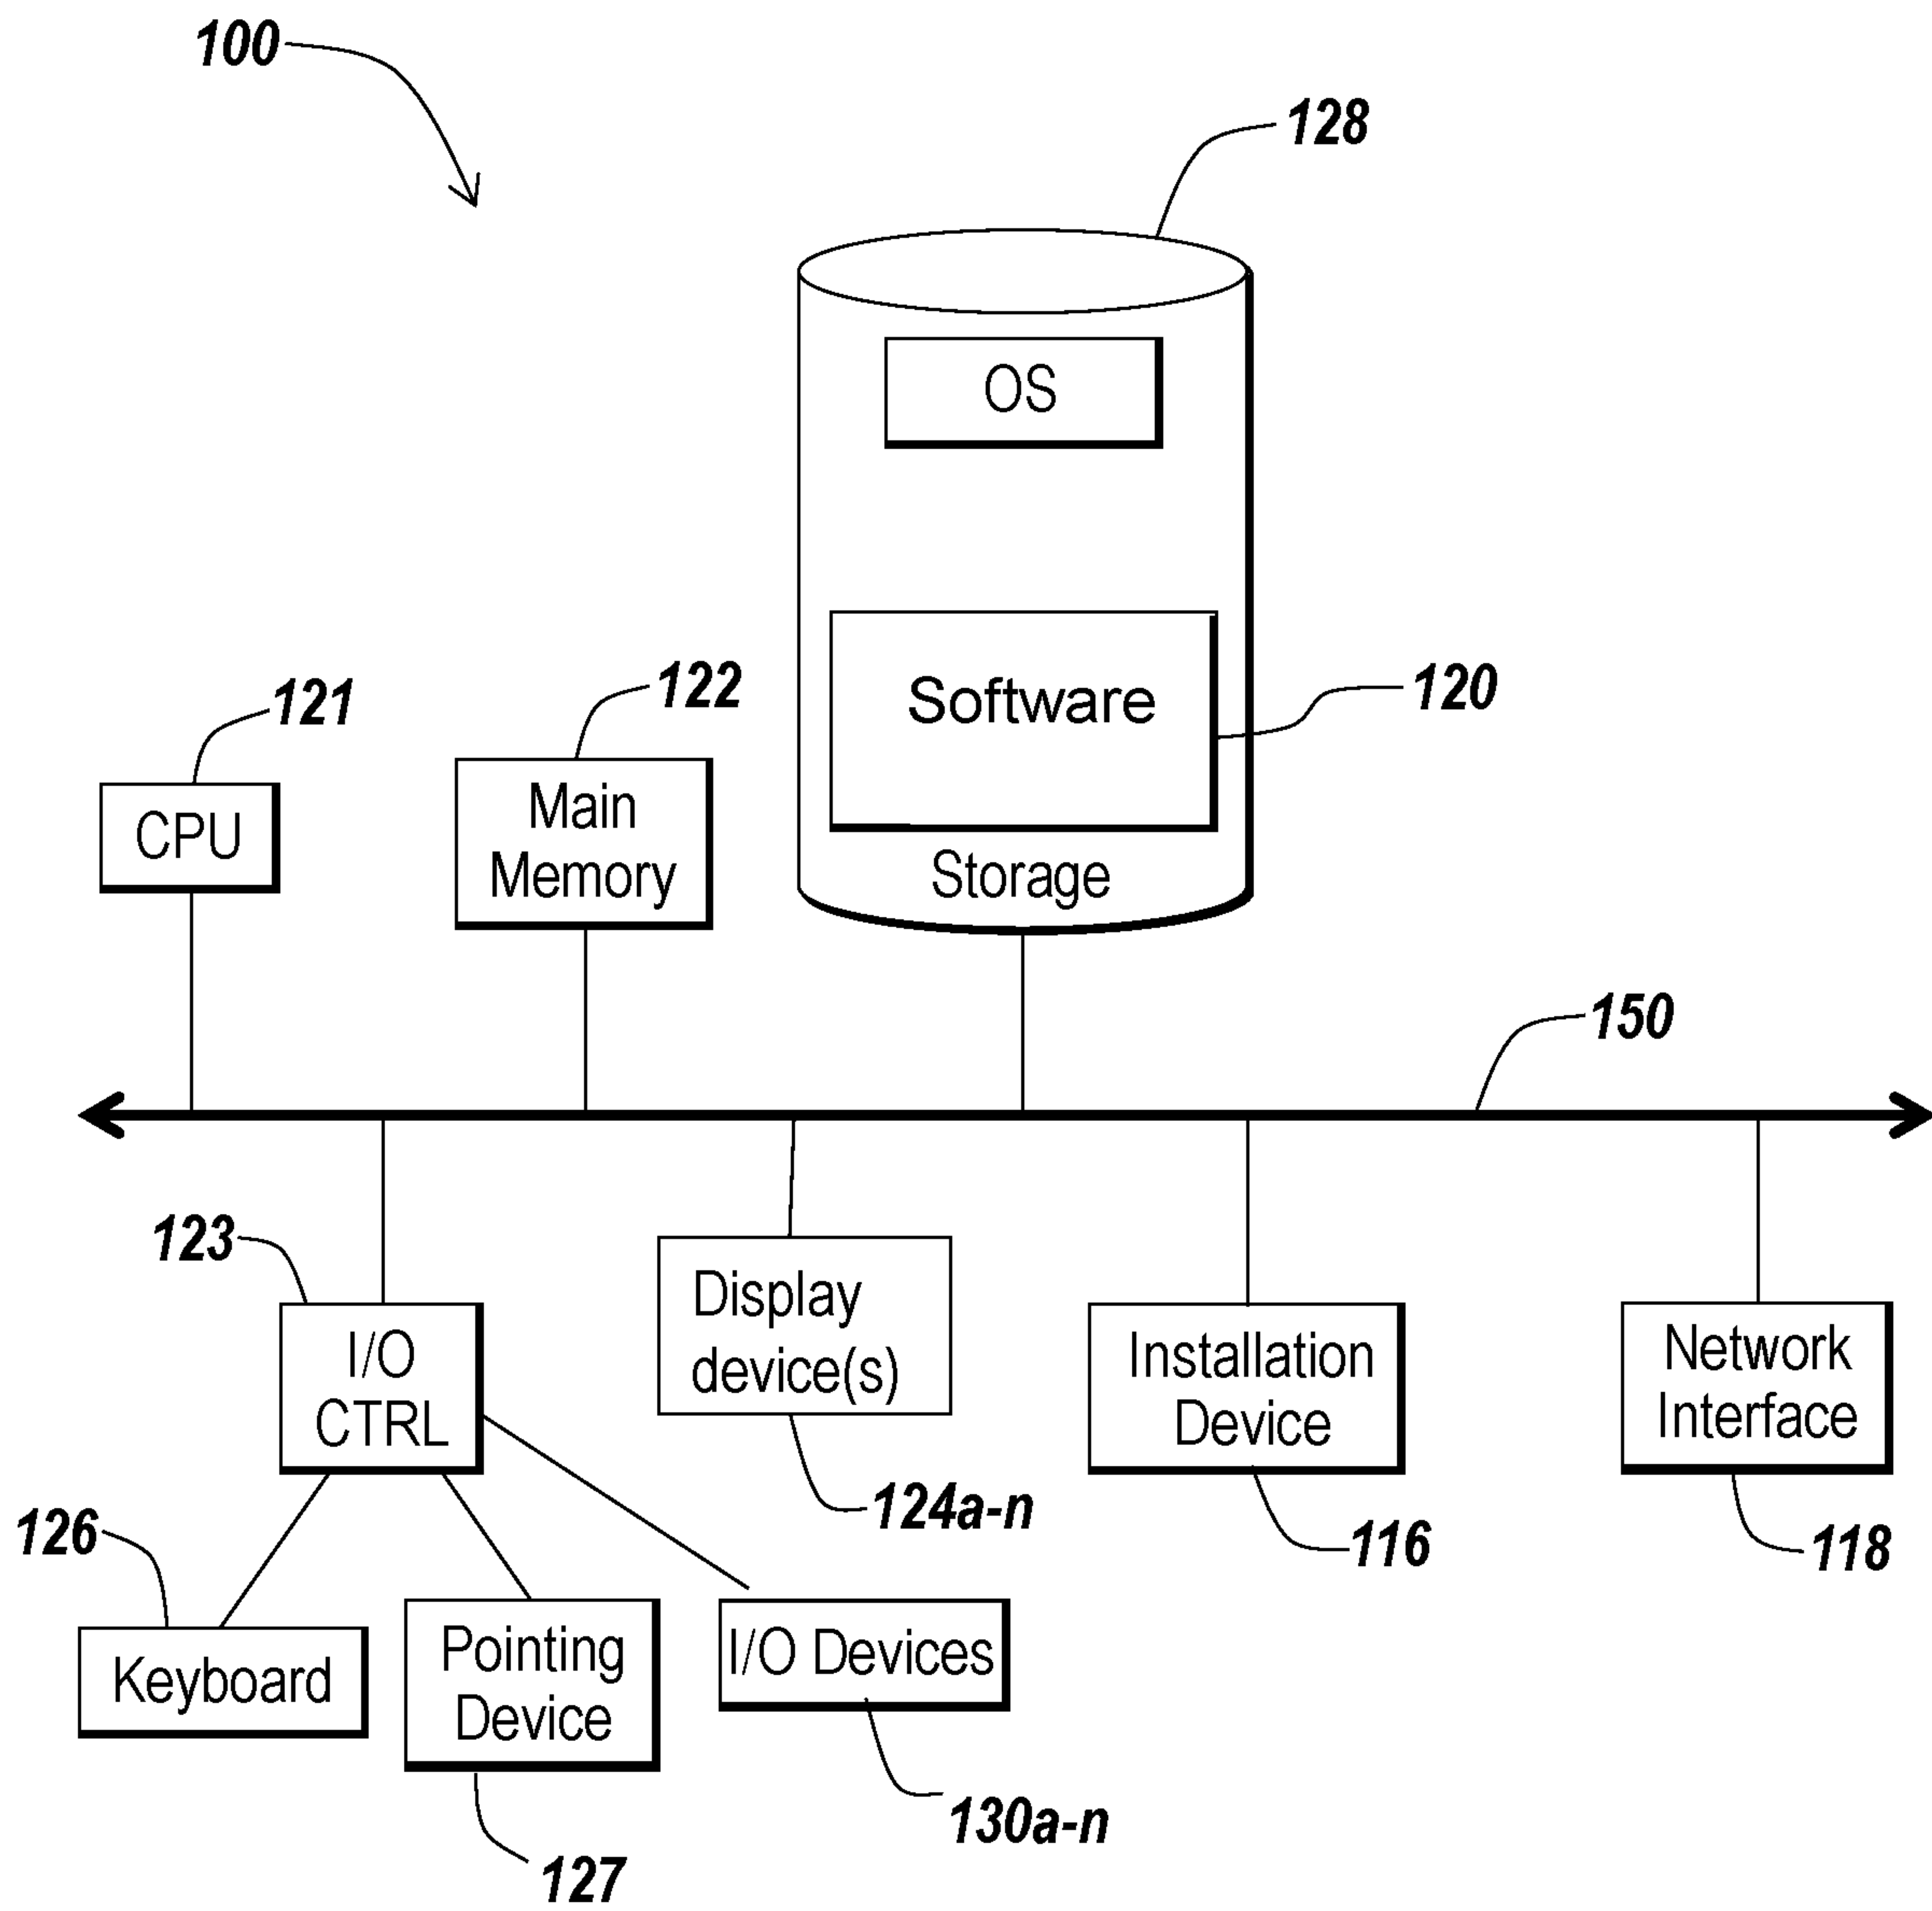 100
128
OS
121
122
Software
120
CPU
Main
Memory
Storage
150
123
I/O
CTRL
Display
device(s)
Installation
Device
Network
Interface
124a-n
116
118
126
Keyboard
Pointing
Device
I/O Devices
130a-n
127